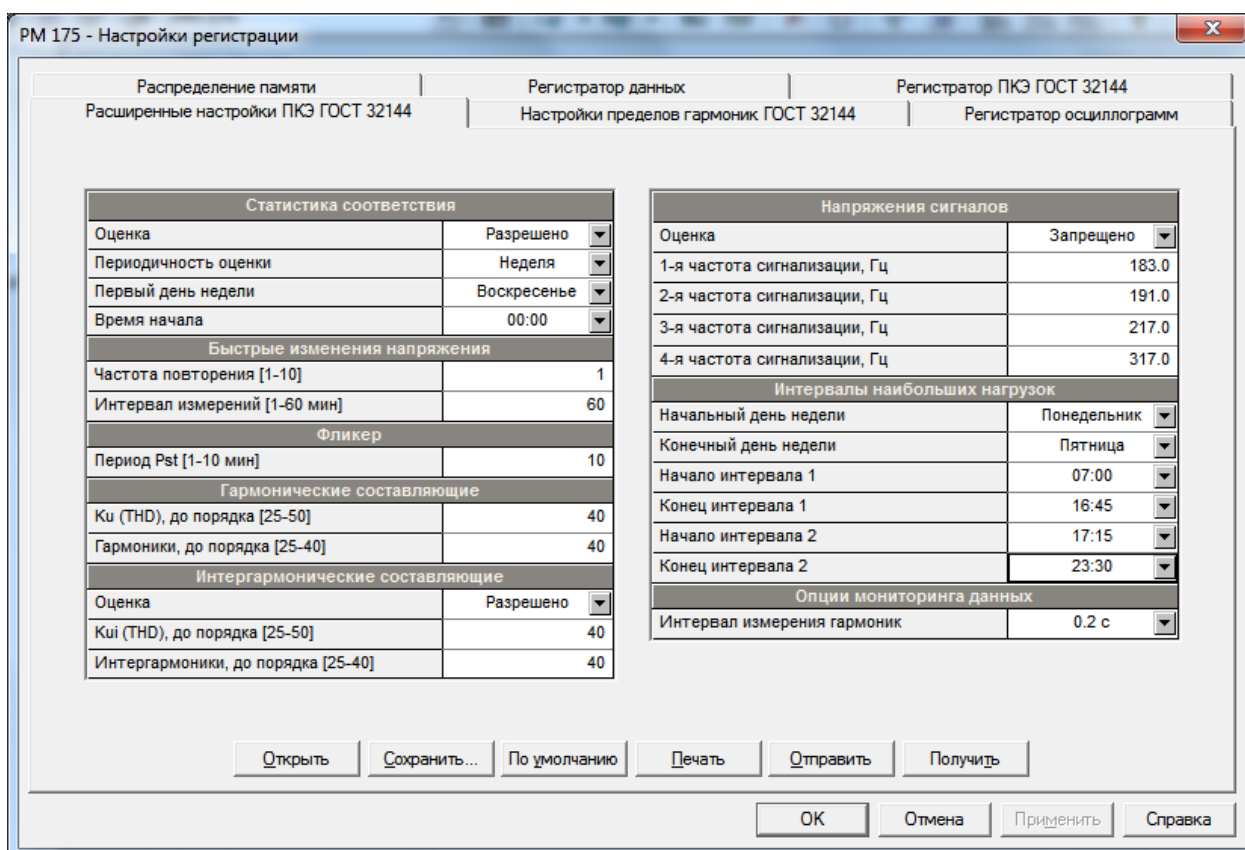 PM 175 - Настройки регистрации
Распределение памяти
Регистратор данных
Регистратор ПКЭ ГОСТ 32144
Расширенные настройки ПКЭ ГОСТ 32144
Настройки пределов гармоник ГОСТ 32144
Регистратор осциллограмм
Статистика соответствия
Оценка Разрешено
Периодичность оценки Неделя
Первый день недели Воскресенье
Время начала 00:00
Быстрые изменения напряжения
Частота повторения [1-10] 1
Интервал измерений [1-60 мин] 60
Фликер
Период Pst [1-10 мин] 10
Гармонические составляющие
Ku (THD), до порядка [25-50] 40
Гармоники, до порядка [25-40] 40
Интергармонические составляющие
Оценка Разрешено
Kui (THD), до порядка [25-50] 40
Интергармоники, до порядка [25-40] 40
Напряжения сигналов
Оценка Запрещено
1-я частота сигнализации, Гц 183.0
2-я частота сигнализации, Гц 191.0
3-я частота сигнализации, Гц 217.0
4-я частота сигнализации, Гц 317.0
Интервалы наибольших нагрузок
Начальный день недели Понедельник
Конечный день недели Пятница
Начало интервала 1 07:00
Конец интервала 1 16:45
Начало интервала 2 17:15
Конец интервала 2 23:30
Опции мониторинга данных
Интервал измерения гармоник 0.2 с
Открыть
Сохранить...
По умолчанию
Печать
Отправить
Получить
OK
Отмена
Применить
Справка